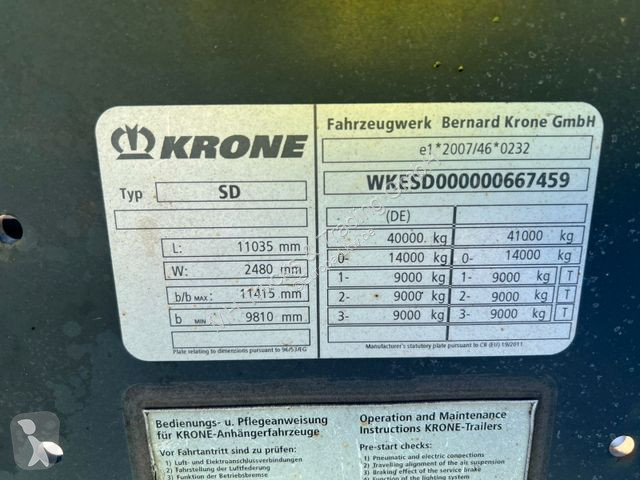 KRONE
Typ SD
L: 11035 mm
W: 2480 mm
b/b MAX: 11415 mm
b MIN 9810 mm
Plate relating to dimensions pursuant to 96/53/EG
Fahrzeugwerk Bernard Krone GmbH
e1*2007/46*0232
WKESD000000667459
(DE)
40000 kg 41000 kg
0- 14000 kg 0- 14000 kg
1- 9000 kg 1- 9000 kg T
2- 9000 kg 2- 9000 kg T
3- 9000 kg 3- 9000 kg T
Manufacturer's statutory plate pursuant to CR (EU) 19/2011
Bedienungs- u. Pflegeanweisung
für KRONE-Anhängerfahrzeuge
Vor Fahrtantritt sind zu prüfen:
1) Luft- und Elektroanschlussverbindungen
2) Fahrstellung der Luftfederung
3) Funktion der Betriebsbremse
Operation and Maintenance
Instructions KRONE-Trailers
Pre-start checks:
1) Pneumatic and electric connections
2) Travelling alignment of the air suspension
3) Braking effect of the service brake
4) Function of the lighting system